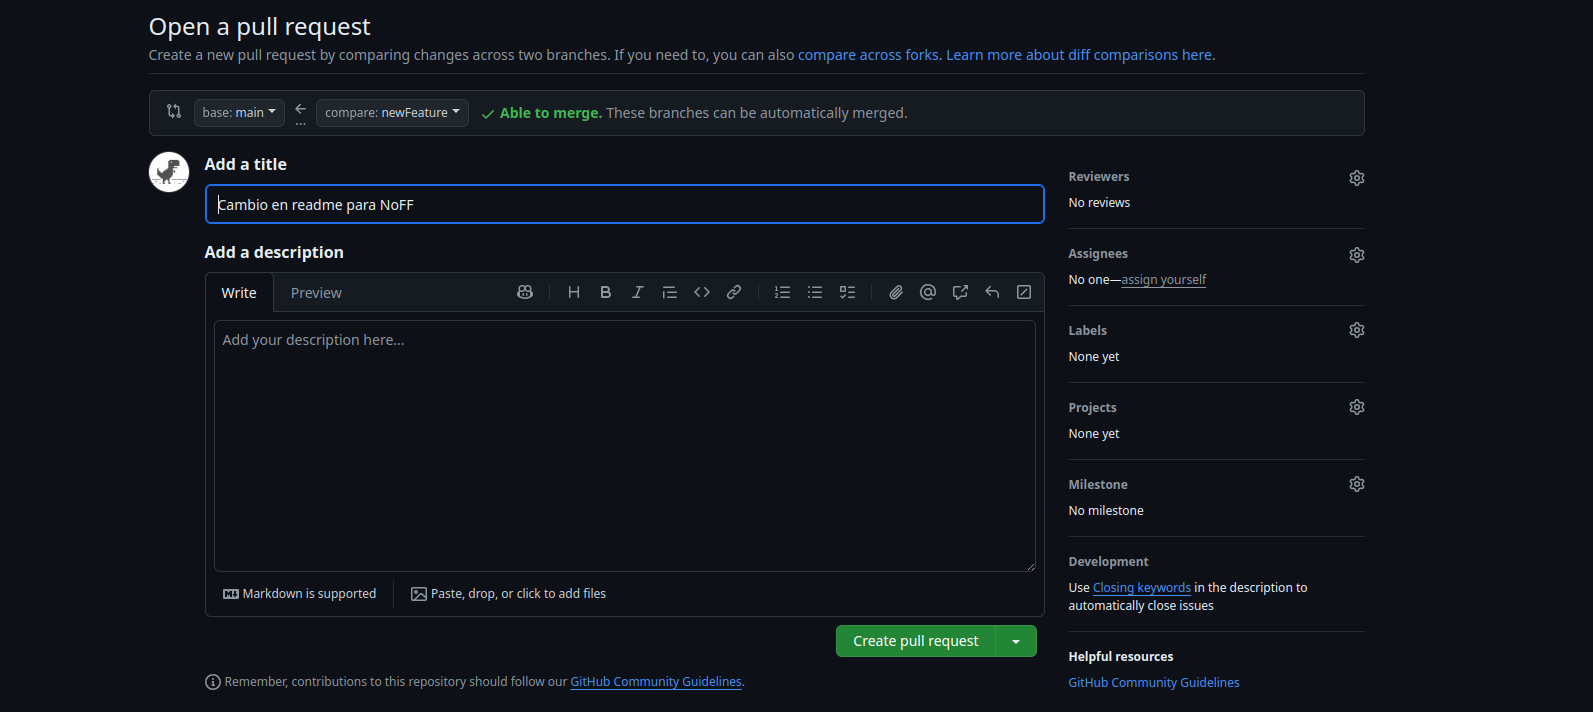 Open a pull request
Create a new pull request by comparing changes across two branches. If you need to, you can also compare across forks. Learn more about diff comparisons here.
base: main
...
compare: newFeature
Able to merge. These branches can be automatically merged.
Add a title
Cambio en readme para NoFF
Add a description
Write
Preview
Add your description here...
Markdown is supported
Paste, drop, or click to add files
Create pull request
Remember, contributions to this repository should follow our GitHub Community Guidelines.
Reviewers
No reviews
Assignees
No one—assign yourself
Labels
None yet
Projects
None yet
Milestone
No milestone
Development
Use Closing keywords in the description to
automatically close issues
Helpful resources
GitHub Community Guidelines